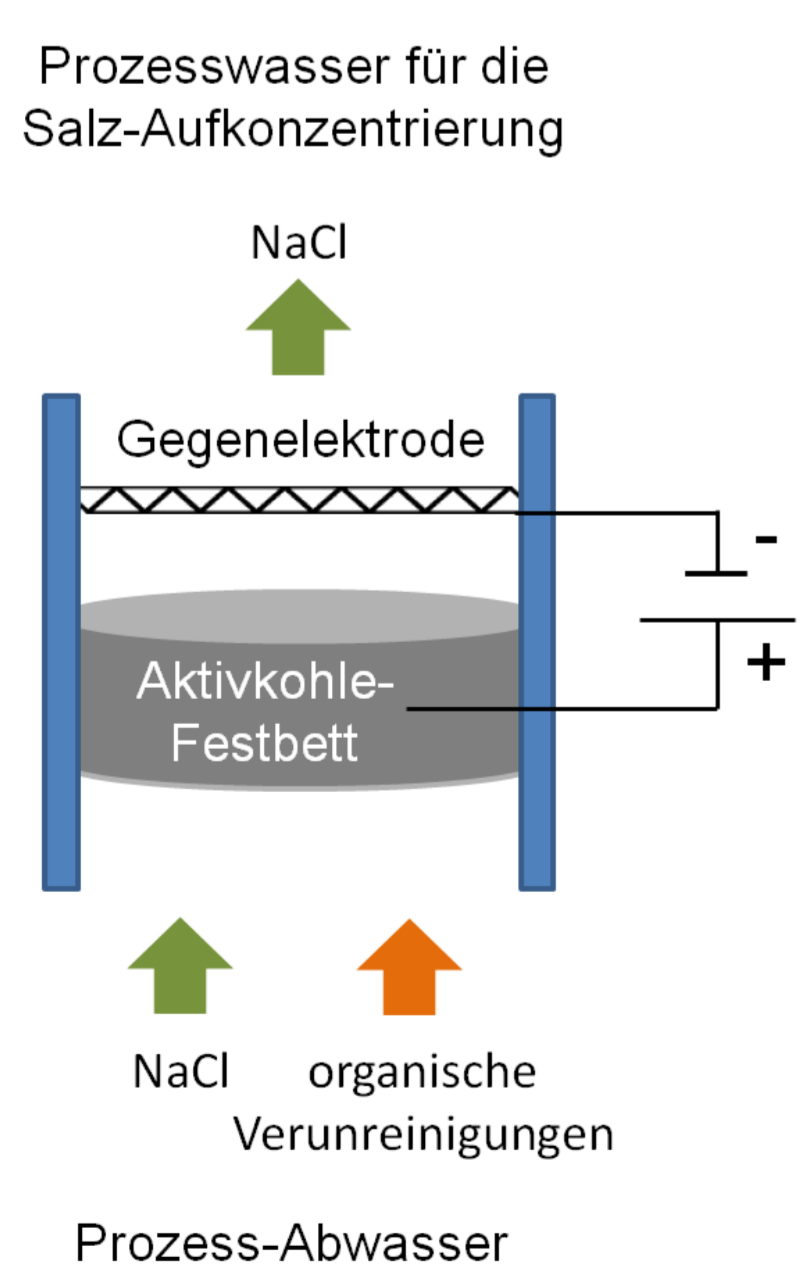 Prozesswasser für die
Salz-Aufkonzentrierung
NaCl
Gegenelektrode
-
+
Aktivkohle-
Festbett
NaCl
organische
Verunreinigungen
Prozess-Abwasser